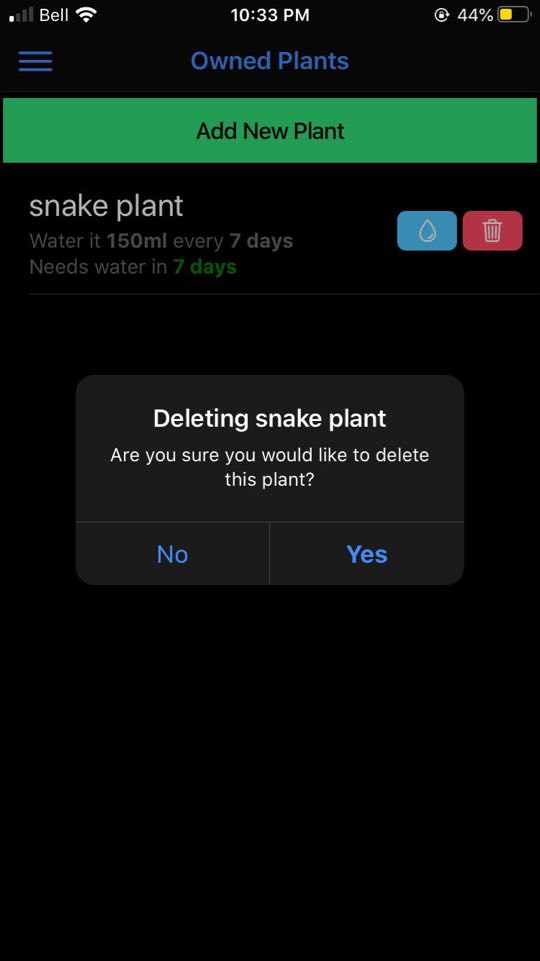 Bell 10:33 PM 44%
Owned Plants
Add New Plant
snake plant
Water it 150ml every 7 days
Needs water in 7 days
Deleting snake plant
Are you sure you would like to delete
this plant?
No Yes